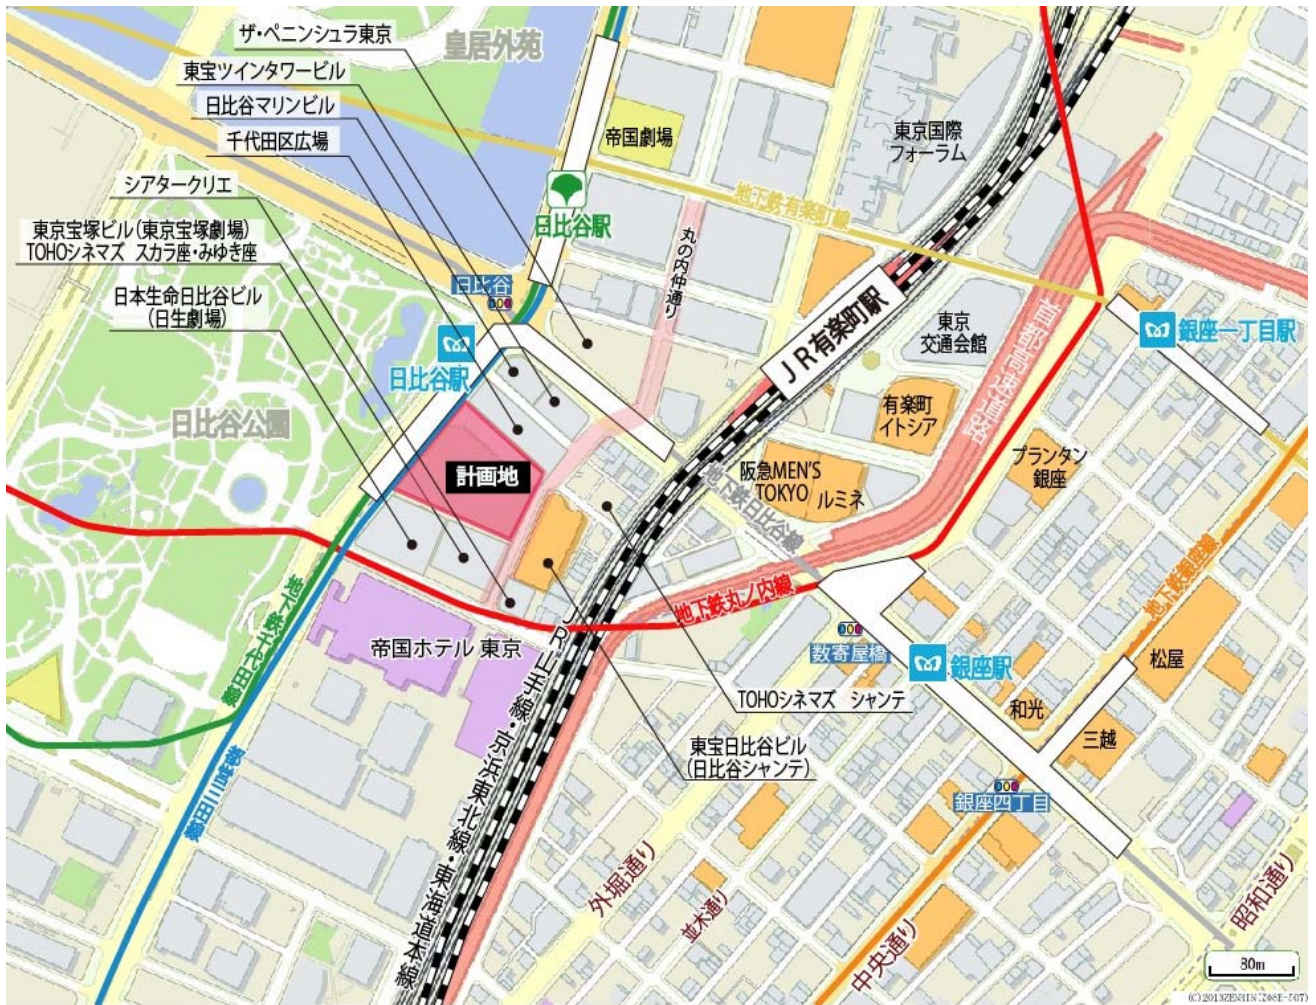 ザ・ペニンシュラ東京
皇居外苑
東宝ツインタワービル
日比谷マリンビル
千代田区広場
シアタークリエ
東京宝塚ビル(東京宝塚劇場)
TOHOシネマズ スカラ座・みゆき座
日本生命日比谷ビル
(日生劇場)
帝国劇場
東京国際
フォーラム
地下鉄有楽町線
日比谷駅
丸の内仲通り
日比谷
日比谷駅
JR有楽町駅
東京
交通会館
首都高速道路
銀座一丁目駅
日比谷公園
計画地
有楽町
イトシア
阪急MEN'S
TOKYO
ルミネ
プランタン
銀座
地下鉄日比谷線
地下鉄銀座線
地下鉄丸ノ内線
地下鉄千代田線
都営三田線
帝国ホテル 東京
JR山手線・京浜東北線・東海道本線
数寄屋橋
銀座駅
松屋
和光
三越
TOHOシネマズ シャンテ
東宝日比谷ビル
(日比谷シャンテ)
銀座四丁目
外堀通り
並木通り
中央通り
昭和通り
80m